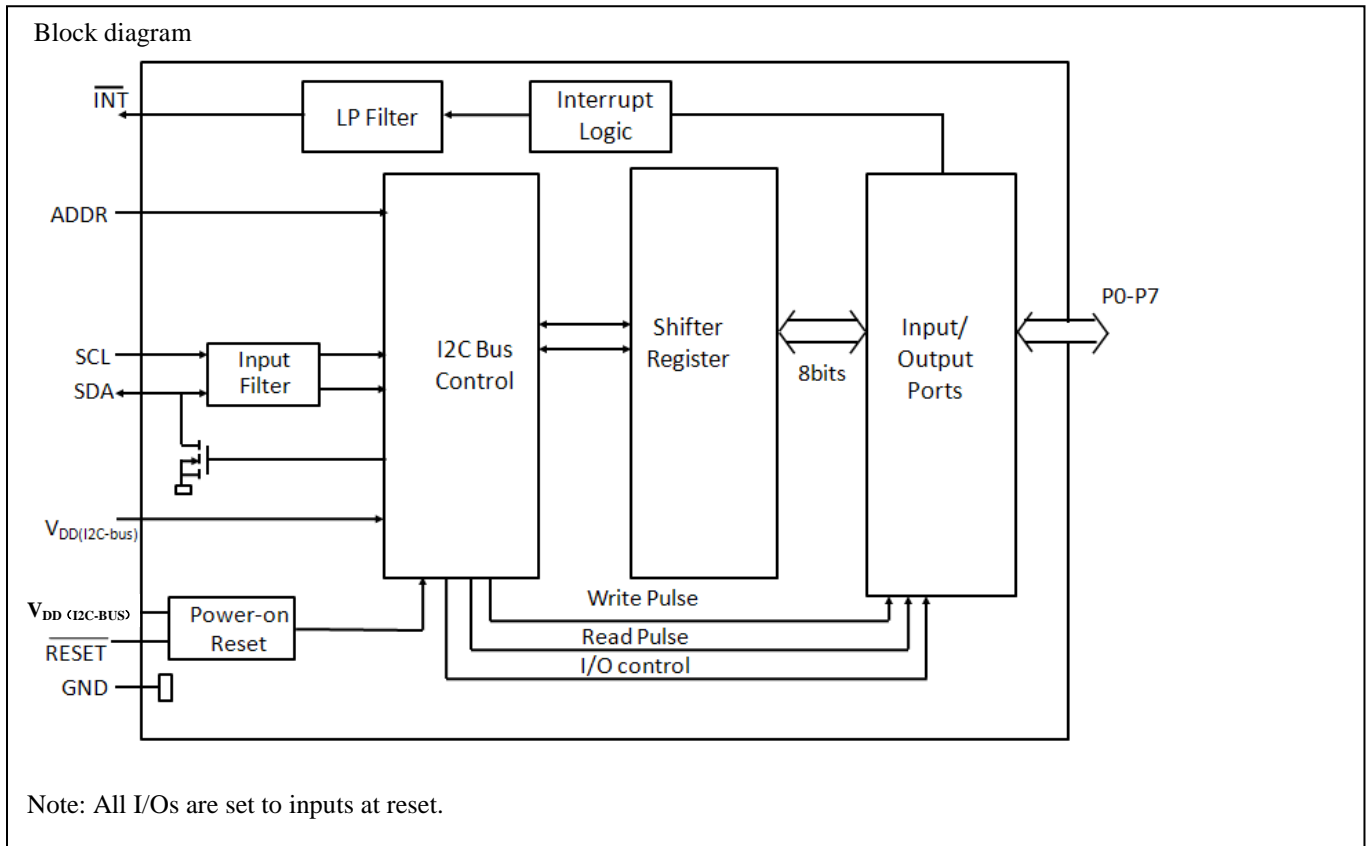 Block diagram
INT
LP Filter
Interrupt
Logic
ADDR
SCL
SDA
Input
Filter
I2C Bus
Control
Shifter
Register
8bits
Input/
Output
Ports
P0-P7
VDD(I2C-bus)
VDD (I2C-BUS)
RESET
Power-on
Reset
GND
Write Pulse
Read Pulse
I/O control
Note: All I/Os are set to inputs at reset.